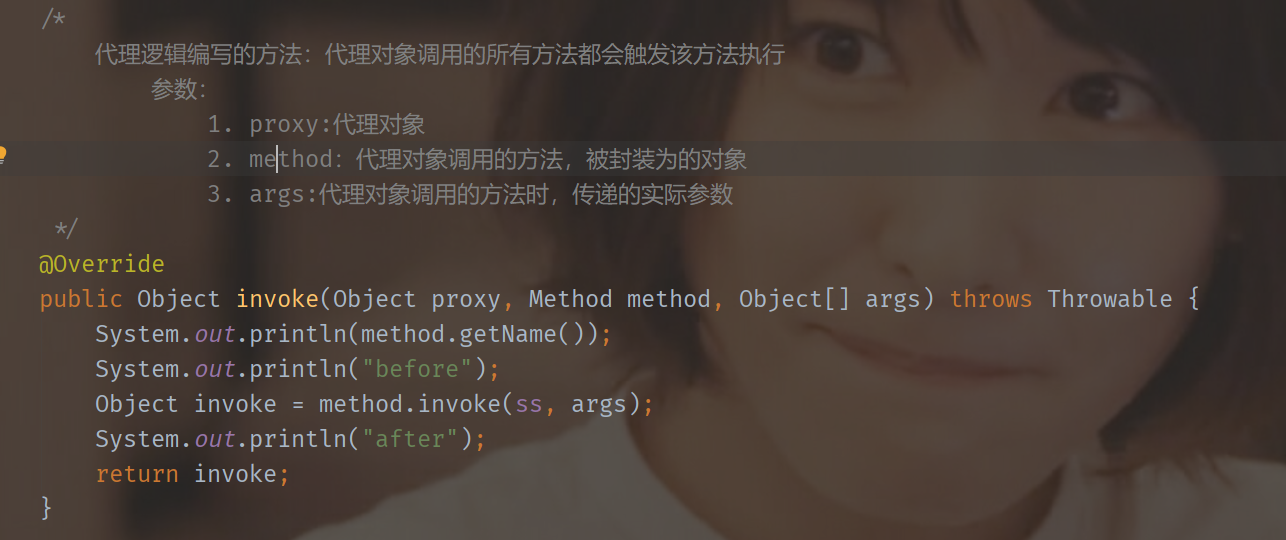 /*
代理逻辑编写的方法：代理对象调用的所有方法都会触发该方法执行
参数：
1. proxy:代理对象
2. method：代理对象调用的方法，被封装为的对象
3. args:代理对象调用的方法时，传递的实际参数
*/
@Override
public Object invoke(Object proxy, Method method, Object[] args) throws Throwable {
System.out.println(method.getName());
System.out.println("before");
Object invoke = method.invoke(ss, args);
System.out.println("after");
return invoke;
}